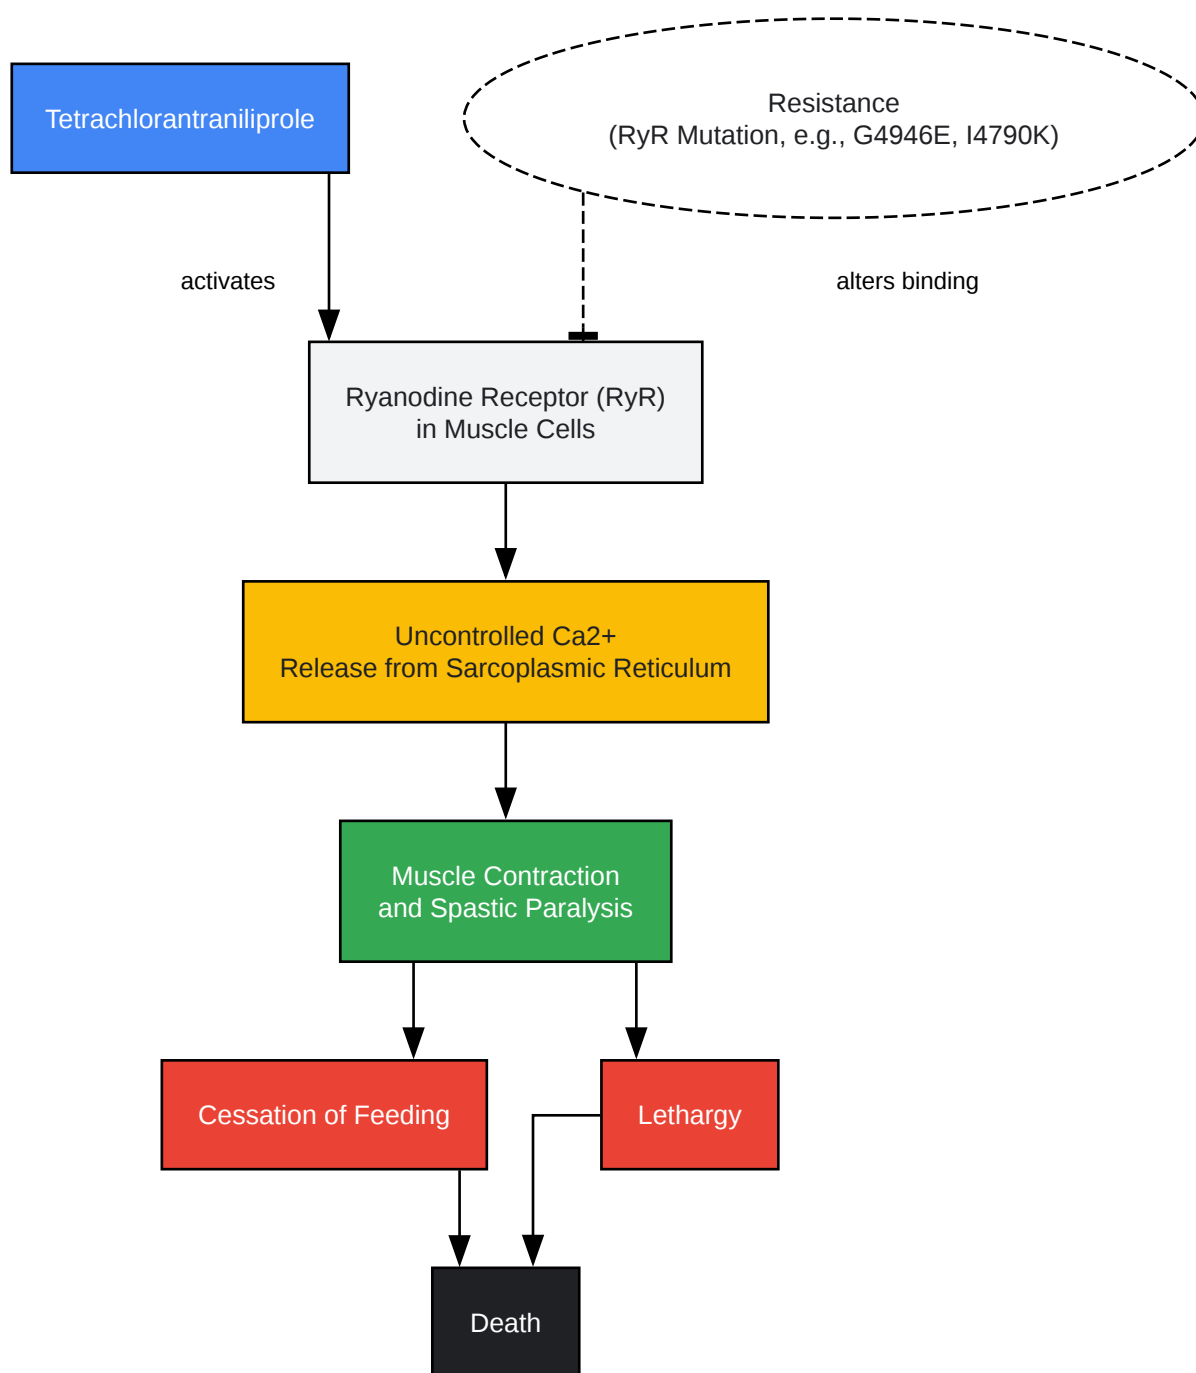 Tetrachlorantraniliprole
Resistance
(RyR Mutation, e.g., G4946E, I4790K)
activates
alters binding
Ryanodine Receptor (RyR)
in Muscle Cells
Uncontrolled Ca2+
Release from Sarcoplasmic Reticulum
Muscle Contraction
and Spastic Paralysis
Cessation of Feeding
Lethargy
Death